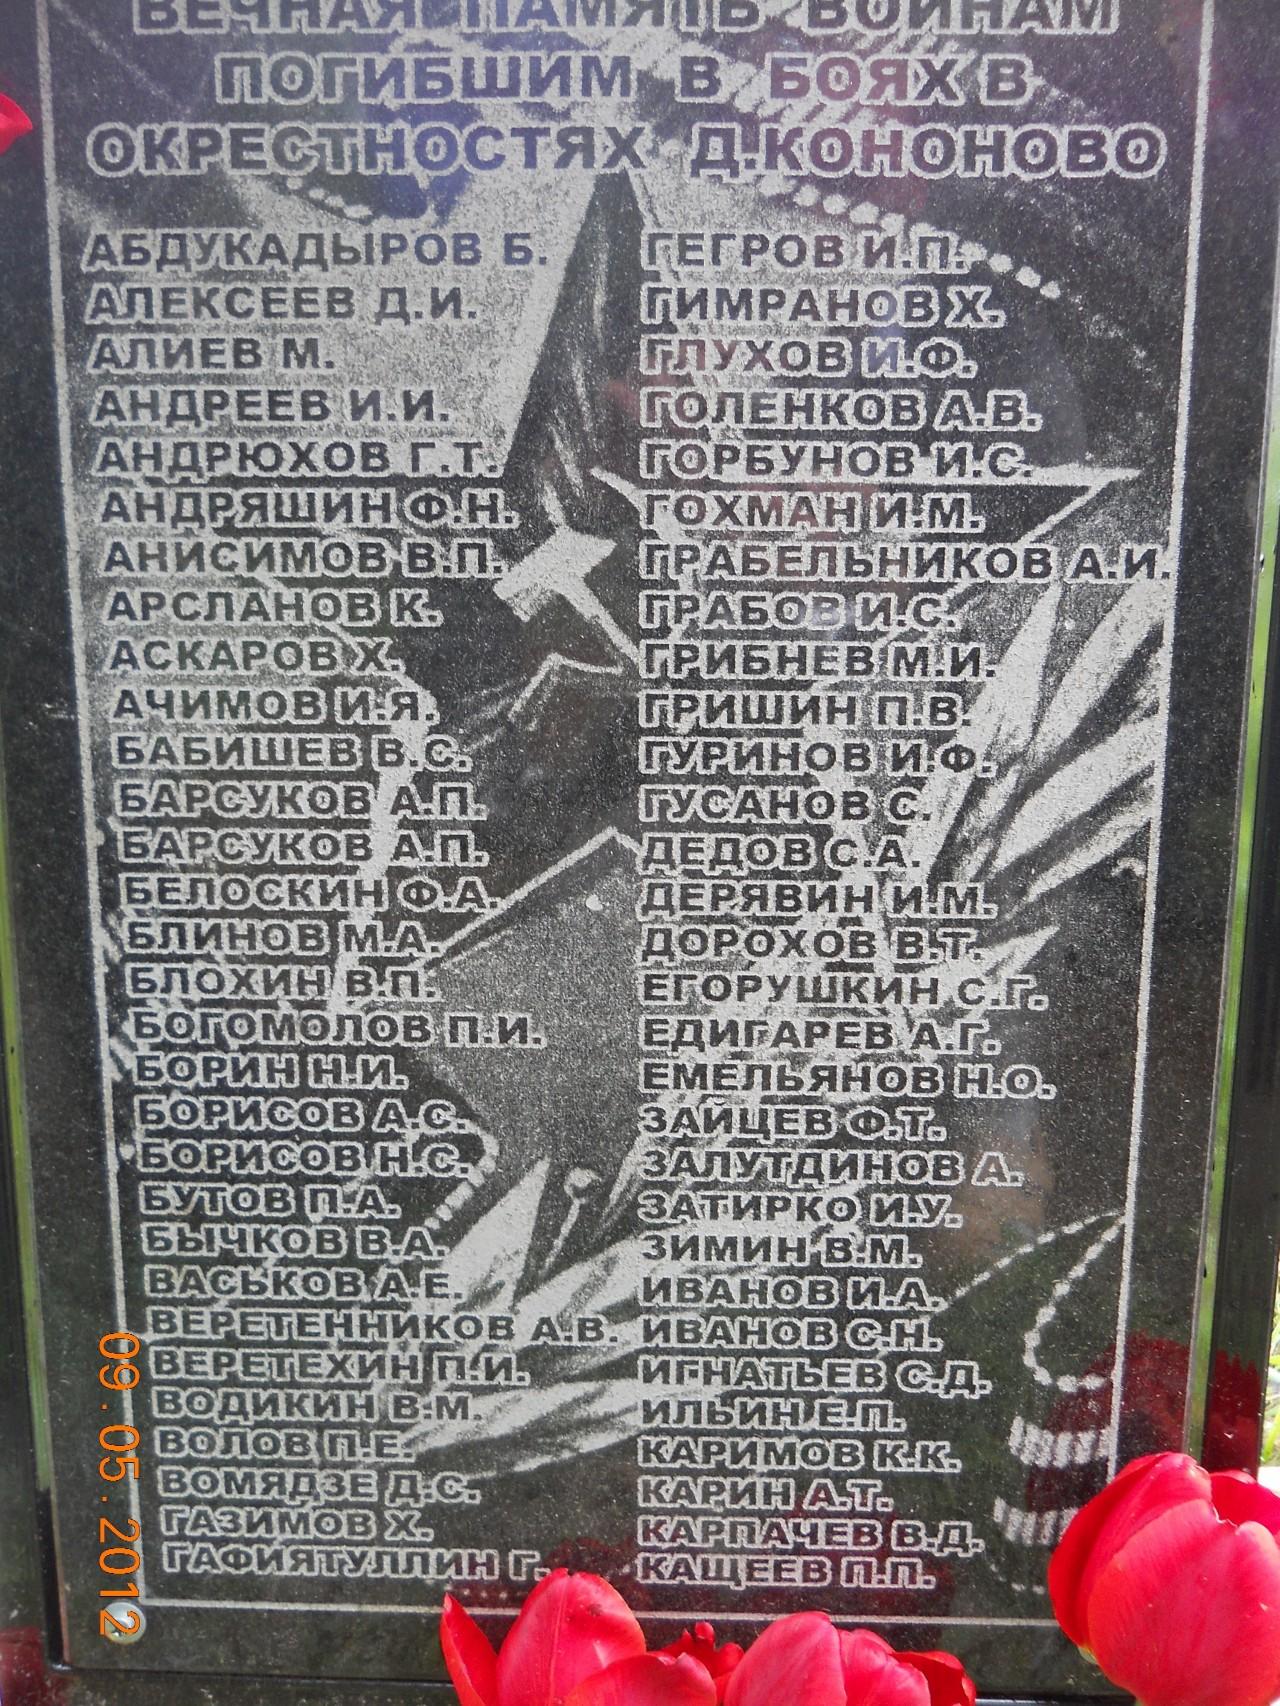 ВЕЧНАЯ ПАМЯТЬ ВОИНАМ
ПОГИБШИМ В БОЯХ В
ОКРЕСТНОСТЯХ Д.КОНОНОВО
АБДУКАДЫРОВ Б.
АЛЕКСЕЕВ Д.И.
АЛИЕВ М.
АНДРЕЕВ И.И.
АНДРЮХОВ Г.Т.
АНДРЯШИН Ф.Н.
АНИСИМОВ В.П.
АРСЛАНОВ К.
АСКАРОВ Х.
АЧИМОВ И.Я.
БАБИШЕВ В.С.
БАРСУКОВ А.П.
БАРСУКОВ А.П.
БЕЛОСКИН Ф.А.
БЛИНОВ М.А.
БЛОХИН В.П.
БОГОМОЛОВ П.И.
БОРИН Н.И.
БОРИСОВ А.С.
БОРИСОВ Н.С.
БУТОВ П.А.
БЫЧКОВ В.А.
ВАСЬКОВ А.Е.
ВЕРЕТЕННИКОВ А.В.
ВЕРЕТЕХИН П.И.
ВОДИКИН В.М.
ВОЛОВ П.Е.
ВОМЯДЗЕ Д.С.
ГАЗИМОВ Х.
ГАФИЯТУЛЛИН Г.
ГЕГРОВ И.П.
ГИМРАНОВ Х.
ГЛУХОВ И.Ф.
ГОЛЕНКОВ А.В.
ГОРБУНОВ И.С.
ГОХМАН И.М.
ГРАБЕЛЬНИКОВ А.И.
ГРАБОВ И.С.
ГРИБНЕВ М.И.
ГРИШИН П.В.
ГУРИНОВ И.Ф.
ГУСАНОВ С.
ДЕДОВ С.А.
ДЕРЯВИН И.М.
ДОРОХОВ В.Т.
ЕГОРУШКИН С.Г.
ЕДИГАРЕВ А.Г.
ЕМЕЛЬЯНОВ Н.О.
ЗАЙЦЕВ Ф.Т.
ЗАЛУТДИНОВ А.
ЗАТИРКО И.У.
ЗИМИН В.М.
ИВАНОВ И.А.
ИВАНОВ С.Н.
ИГНАТЬЕВ С.Д.
ИЛЬИН Е.П.
КАРИМОВ К.К.
КАРИН А.Т.
КАРПАЧЕВ В.Д.
КАЩЕЕВ П.П.
09.05.2012